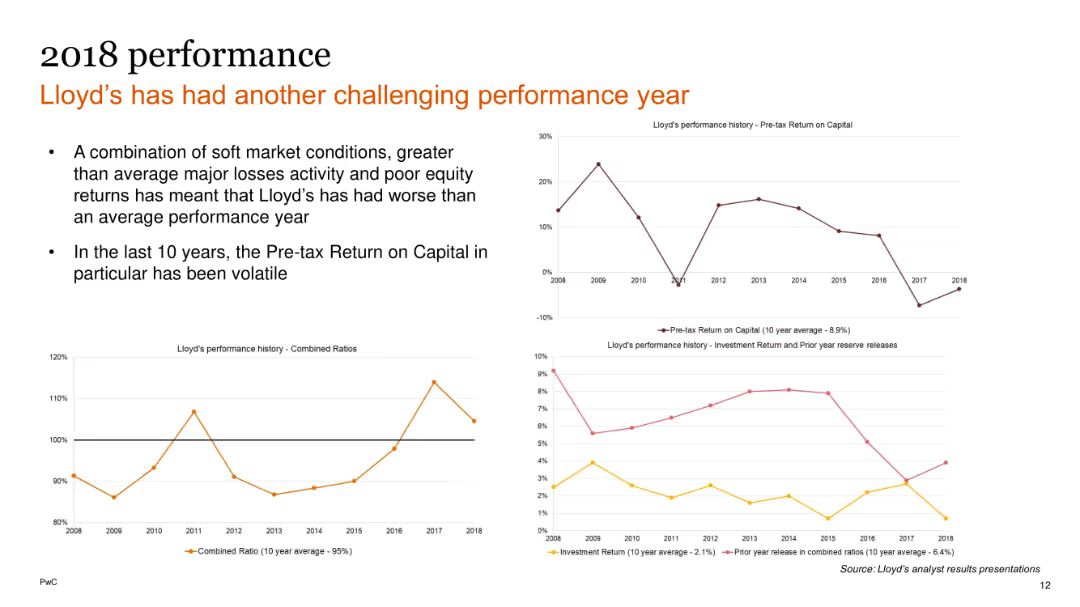 2018 performance
Lloyd's has had another challenging performance year
• A combination of soft market conditions, greater
than average major losses activity and poor equity
returns has meant that Lloyd's has had worse than
an average performance year
• In the last 10 years, the Pre-tax Return on Capital in
particular has been volatile
Lloyd's performance history - Pre-tax Return on Capital
30%
20%
10%
0%
-10%
2008 2009 2010 2011 2012 2013 2014 2015 2016 2017 2018
Pre-tax Return on Capital (10 year average - 8.9%)
Lloyd's performance history - Combined Ratios
120%
110%
100%
90%
80%
2008 2009 2010 2011 2012 2013 2014 2015 2016 2017 2018
Combined Ratio (10 year average - 95%)
Lloyd's performance history - Investment Return and Prior year reserve releases
10%
9%
8%
7%
6%
5%
4%
3%
2%
1%
0%
2008 2009 2010 2011 2012 2013 2014 2015 2016 2017 2018
Investment Return (10 year average - 2.1%) Prior year release in combined ratios (10 year average - 6.4%)
Source: Lloyd's analyst results presentations
PwC
12